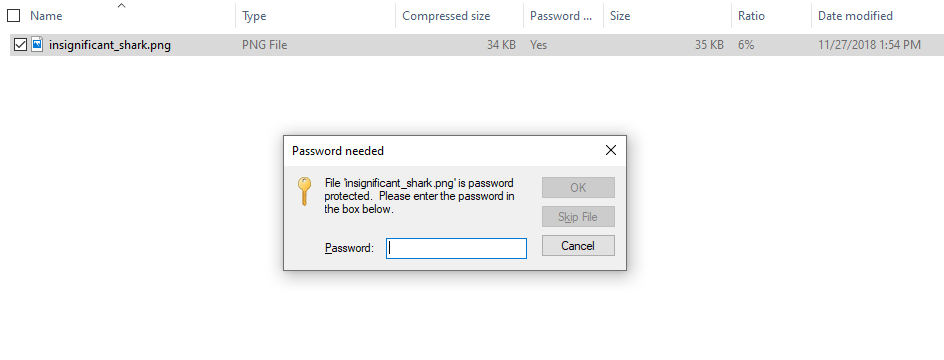 Name Type Compressed size Password ... Size Ratio Date modified
insignificant_shark.png PNG File 34 KB Yes 35 KB 6% 11/27/2018 1:54 PM
Password needed
File 'insignificant_shark.png' is password
protected. Please enter the password in
the box below.
OK
Skip File
Password:
Cancel